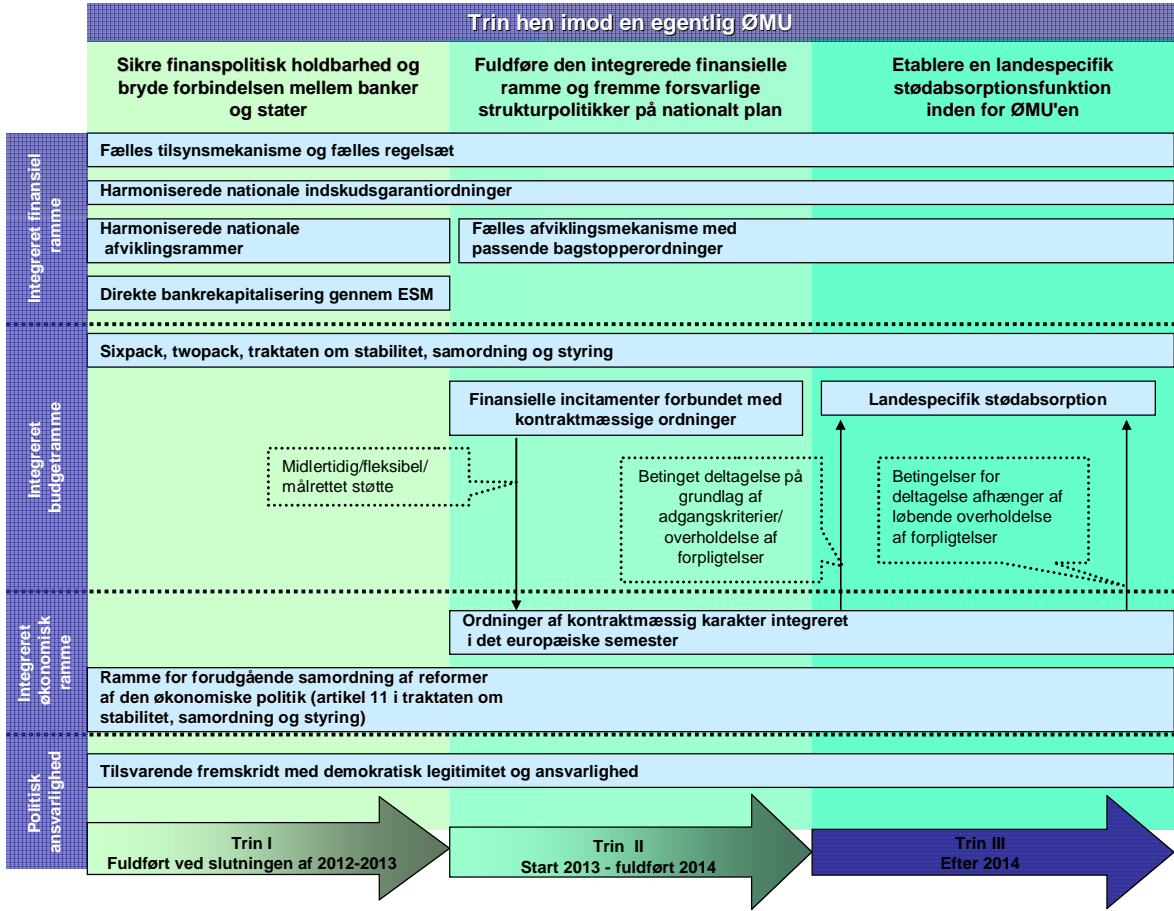 Trin hen imod en egentlig ØMU
Sikre finanspolitisk holdbarhed og
bryde forbindelsen mellem banker
og stater
Fuldføre den integrerede finansielle
ramme og fremme forsvarlige
strukturpolitikker på nationalt plan
Etablere en landespecifik
stødabsorptionsfunktion
inden for ØMU'en
Integreret finansiel
ramme
Fælles tilsynsmekanisme og fælles regelsæt
Harmoniserede nationale indskudsgarantiordninger
Harmoniserede nationale
afviklingsrammer
Fælles afviklingsmekanisme med
passende bagstopperordninger
Direkte bankrekapitalisering gennem ESM
Integreret
budgetramme
Sixpack, twopack, traktaten om stabilitet, samordning og styring
Finansielle incitamenter forbundet med
kontraktmæssige ordninger
Landespecifik stødabsorption
Midlertidig/fleksibel/
målrettet støtte
Betinget deltagelse på
grundlag af
adgangskriterier/
overholdelse af
forpligtelser
Betingelser for
deltagelse afhænger af
løbende overholdelse
af forpligtelser
Integreret
økonomisk
ramme
Ordninger af kontraktmæssig karakter integreret
i det europæiske semester
Ramme for forudgående samordning af reformer
af den økonomiske politik (artikel 11 i traktaten om
stabilitet, samordning og styring)
Politisk
ansvarlighed
Tilsvarende fremskridt med demokratisk legitimitet og ansvarlighed
Trin I
Fuldført ved slutningen af 2012-2013
Trin II
Start 2013 - fuldført 2014
Trin III
Efter 2014